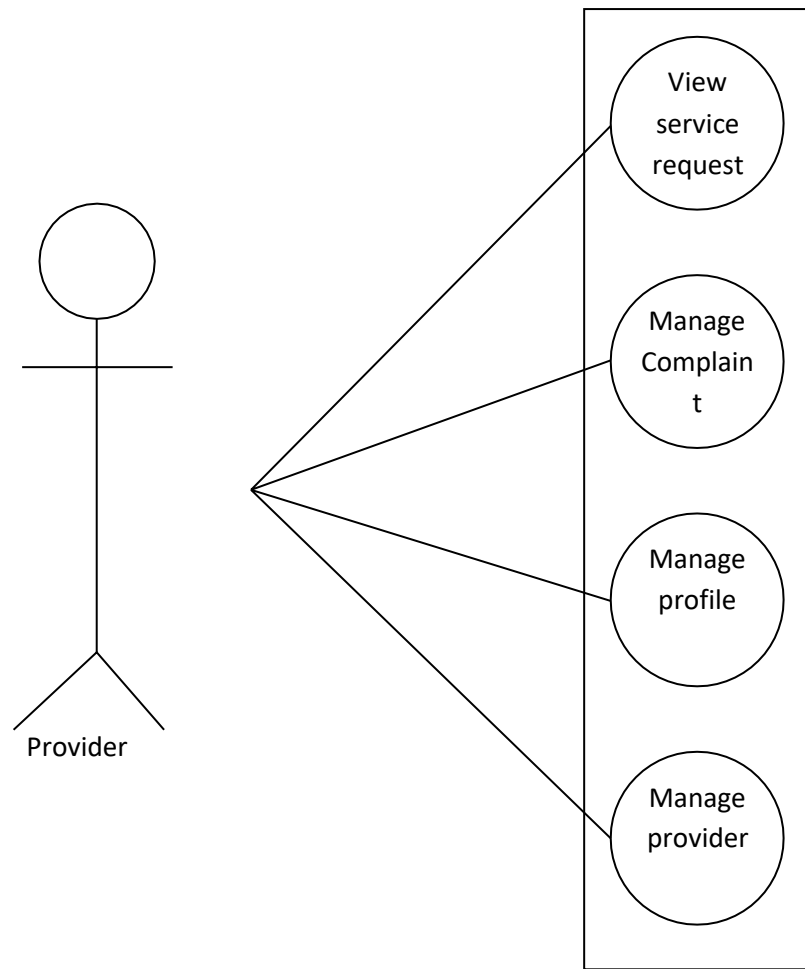 View
service
request
Manage
Complain
t
Manage
profile
Provider
Manage
provider